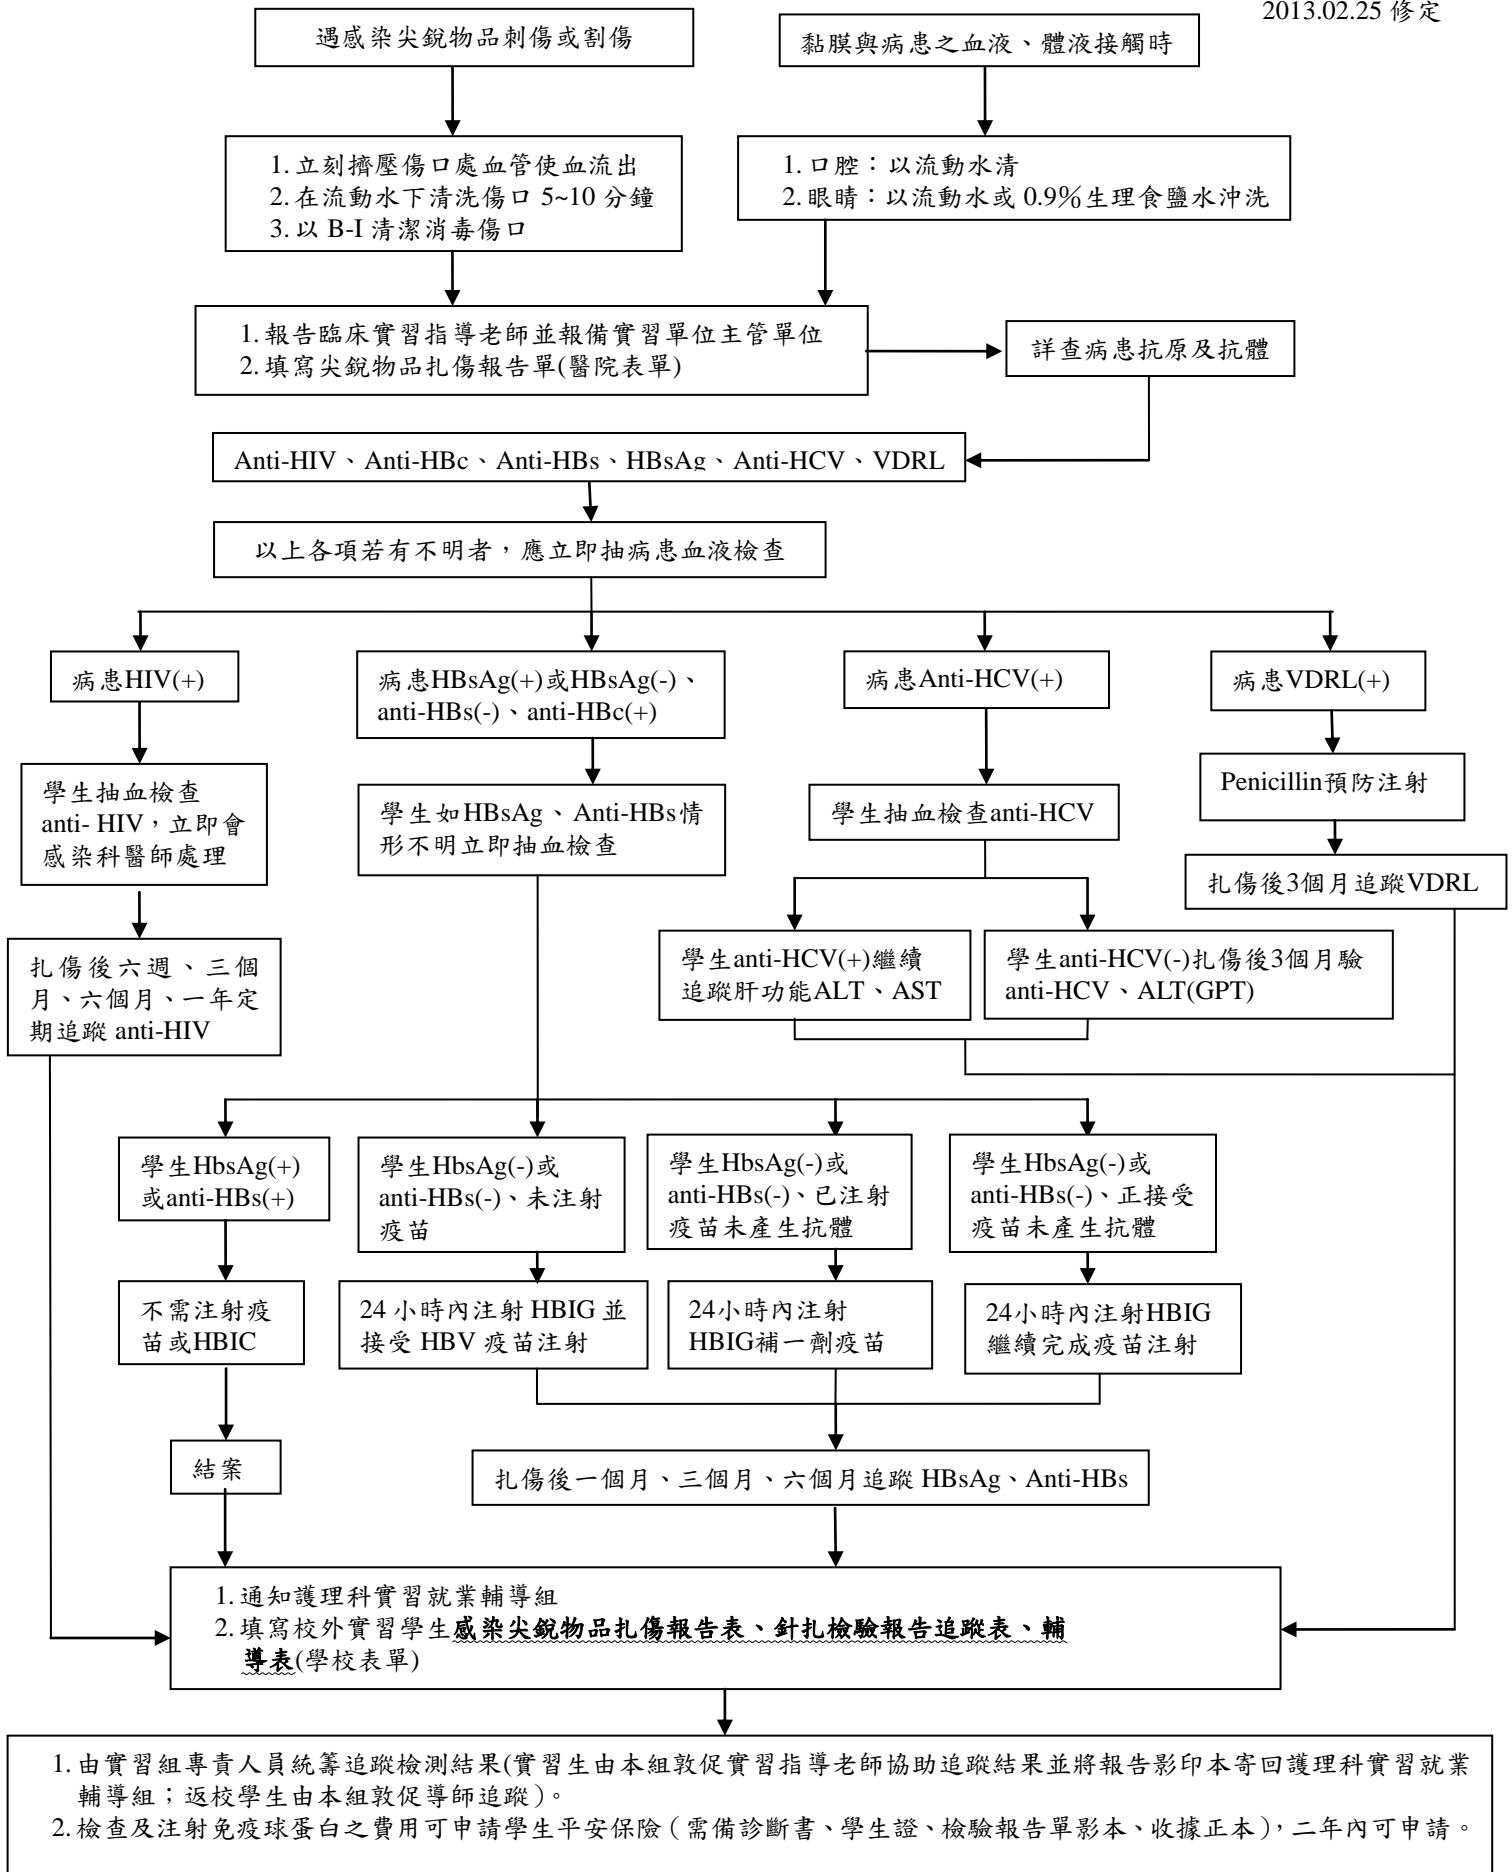 2013.02.25 修定
遇感染尖銳物品刺傷或割傷
黏膜與病患之血液、體液接觸時
1. 立刻擠壓傷口處血管使血流出
2. 在流動水下清洗傷口 5~10 分鐘
3. 以 B-I 清潔消毒傷口
1. 口腔：以流動水清
2. 眼睛：以流動水或 0.9％生理食鹽水沖洗
1. 報告臨床實習指導老師並報備實習單位主管單位
2. 填寫尖銳物品扎傷報告單(醫院表單)
詳查病患抗原及抗體
Anti-HIV、Anti-HBc、Anti-HBs、HBsAg、Anti-HCV、VDRL
以上各項若有不明者，應立即抽病患血液檢查
病患HIV(+)
病患HBsAg(+)或HBsAg(-)、
anti-HBs(-)、anti-HBc(+)
病患Anti-HCV(+)
病患VDRL(+)
學生抽血檢查
anti- HIV，立即會
感染科醫師處理
學生如HBsAg、Anti-HBs情
形不明立即抽血檢查
學生抽血檢查anti-HCV
Penicillin預防注射
扎傷後3個月追蹤VDRL
扎傷後六週、三個
月、六個月、一年定
期追蹤 anti-HIV
學生anti-HCV(+)繼續
追蹤肝功能ALT、AST
學生anti-HCV(-)扎傷後3個月驗
anti-HCV、ALT(GPT)
學生HbsAg(+)
或anti-HBs(+)
學生HbsAg(-)或
anti-HBs(-)、未注射
疫苗
學生HbsAg(-)或
anti-HBs(-)、已注射
疫苗未產生抗體
學生HbsAg(-)或
anti-HBs(-)、正接受
疫苗未產生抗體
不需注射疫
苗或HBIC
24 小時內注射 HBIG 並
接受 HBV 疫苗注射
24小時內注射
HBIG補一劑疫苗
24小時內注射HBIG
繼續完成疫苗注射
結案
扎傷後一個月、三個月、六個月追蹤 HBsAg、Anti-HBs
1. 通知護理科實習就業輔導組
2. 填寫校外實習學生感染尖銳物品扎傷報告表、針扎檢驗報告追蹤表、輔
導表(學校表單)
1. 由實習組專責人員統籌追蹤檢測結果(實習生由本組敦促實習指導老師協助追蹤結果並將報告影印本寄回護理科實習就業
輔導組；返校學生由本組敦促導師追蹤）。
2. 檢查及注射免疫球蛋白之費用可申請學生平安保險（需備診斷書、學生證、檢驗報告單影本、收據正本），二年內可申請。